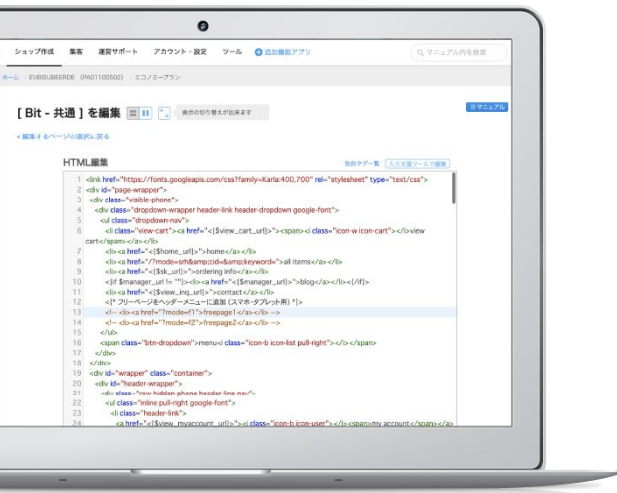 ショップ作成 集客 運営サポート アカウント・設定 ツール 追加機能アプリ マニュアル内を検索
ホーム EVBISUBEERDE (PA01100502) エコノミープラン
[ Bit - 共通 ] を編集 表示の切り替えが出来ます マニュアル
‹ 編集するページの選択に戻る
HTML編集 独自タグ一覧 入力支援ツールで編集
1 <link href="https://fonts.googleapis.com/css?family=Karla:400,700" rel="stylesheet" type="text/css">
2 <div id="page-wrapper">
3 <div class="visible-phone">
4 <div class="dropdown-wrapper header-link header-dropdown google-font">
5 <ul class="dropdown-nav">
6 <li class="view-cart"><a href="<{$view_cart_url}>"><span><i class="icon-w icon-cart"></i>view
cart</span></a></li>
7 <li><a href="<{$home_url}>">home</a></li>
8 <li><a href="/?mode=srh&amp;cid=&amp;keyword=">all items</a></li>
9 <li><a href="<{$sk_url}>">ordering info</a></li>
10 <{if $manager_url != ""}><li><a href="<{$manager_url}>">blog</a></li><{/if}>
11 <li><a href="<{$view_inq_url}>">contact</a></li>
12 <{* フリーページをヘッダーメニューに追加 (スマホ・タブレット用) *}>
13 <!-- <li><a href="?mode=f1">freepage1</a></li> -->
14 <!-- <li><a href="?mode=f2">freepage2</a></li> -->
15 </ul>
16 <span class="btn-dropdown">menu<i class="icon-b icon-list pull-right"></i></span>
17 </div>
18 </div>
19 <div id="wrapper" class="container">
20 <div id="header-wrapper">
21 <div class="row hidden-phone header-line nav">
22 <ul class="inline pull-right google-font">
23 <li class="header-link">
24 <a href="<{$view_myaccount_url}>"><i class="icon-b icon-user"></i><span>my account</span></a>